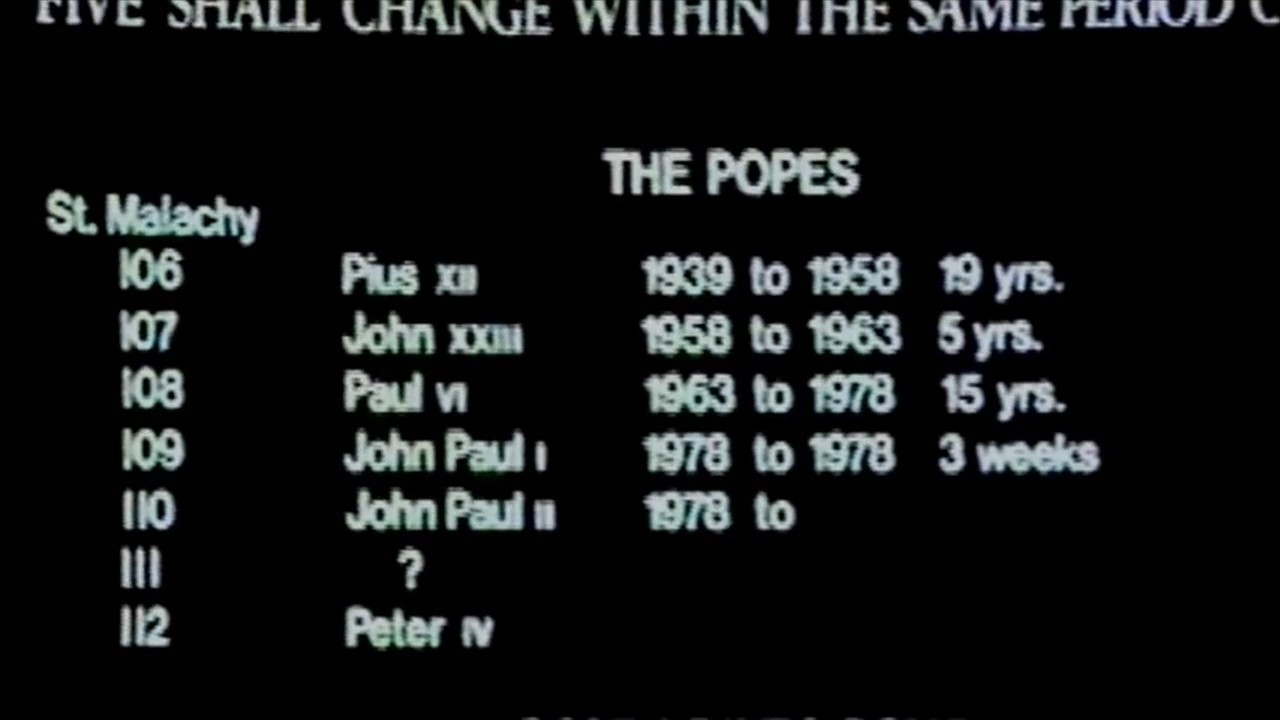 FIVE SHALL CHANGE WITHIN THE SAME PERIOD
THE POPES
St. Malachy
106 Pius XII 1939 to 1958 19 yrs.
107 John XXIII 1958 to 1963 5 yrs.
108 Paul VI 1963 to 1978 15 yrs.
109 John Paul I 1978 to 1978 3 weeks
110 John Paul II 1978 to
111 ?
112 Peter IV